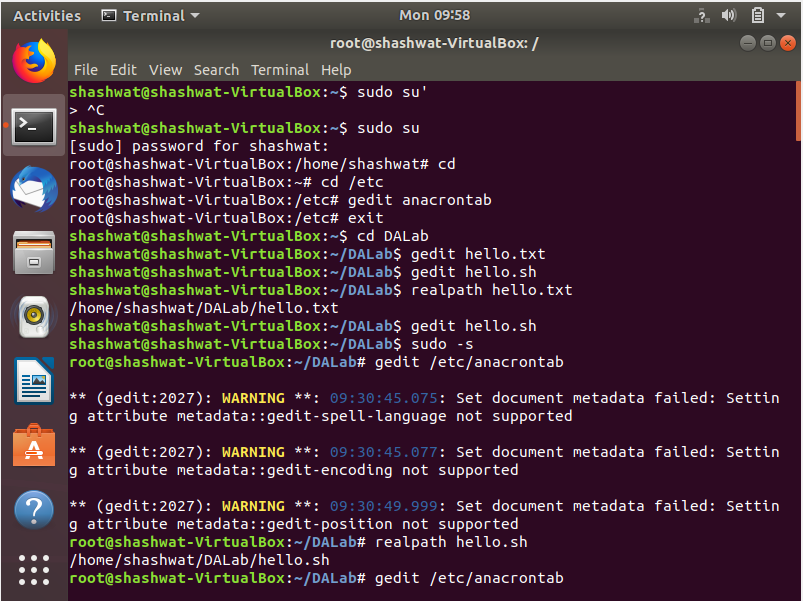 Activities Terminal Mon 09:58
root@shashwat-VirtualBox: /
File Edit View Search Terminal Help
shashwat@shashwat-VirtualBox:~$ sudo su'
> ^C
shashwat@shashwat-VirtualBox:~$ sudo su
[sudo] password for shashwat:
root@shashwat-VirtualBox:/home/shashwat# cd
root@shashwat-VirtualBox:~# cd /etc
root@shashwat-VirtualBox:/etc# gedit anacrontab
root@shashwat-VirtualBox:/etc# exit
shashwat@shashwat-VirtualBox:~$ cd DALab
shashwat@shashwat-VirtualBox:~/DALab$ gedit hello.txt
shashwat@shashwat-VirtualBox:~/DALab$ gedit hello.sh
shashwat@shashwat-VirtualBox:~/DALab$ realpath hello.txt
/home/shashwat/DALab/hello.txt
shashwat@shashwat-VirtualBox:~/DALab$ gedit hello.sh
shashwat@shashwat-VirtualBox:~/DALab$ sudo -s
root@shashwat-VirtualBox:~/DALab# gedit /etc/anacrontab
** (gedit:2027): WARNING **: 09:30:45.075: Set document metadata failed: Settin
g attribute metadata::gedit-spell-language not supported
** (gedit:2027): WARNING **: 09:30:45.077: Set document metadata failed: Settin
g attribute metadata::gedit-encoding not supported
** (gedit:2027): WARNING **: 09:30:49.999: Set document metadata failed: Settin
g attribute metadata::gedit-position not supported
root@shashwat-VirtualBox:~/DALab# realpath hello.sh
/home/shashwat/DALab/hello.sh
root@shashwat-VirtualBox:~/DALab# gedit /etc/anacrontab